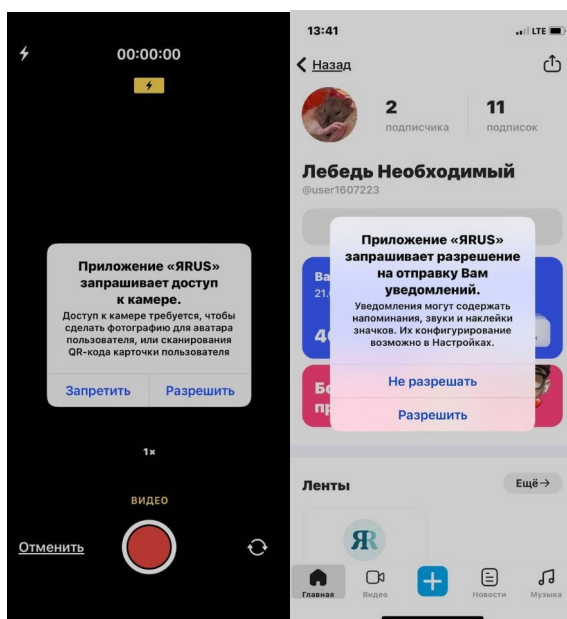 00:00:00
Приложение «ЯRUS»
запрашивает доступ
к камере.
Доступ к камере требуется, чтобы
сделать фотографию для аватара
пользователя, или сканирования
QR-кода карточки пользователя
Запретить Разрешить
1×
ВИДЕО
Отменить
13:41 LTE
Назад
2 11
подписчика подписок
Лебедь Необходимый
@user1607223
Приложение «ЯRUS»
запрашивает разрешение
на отправку Вам
уведомлений.
Уведомления могут содержать
напоминания, звуки и наклейки
значков. Их конфигурирование
возможно в Настройках.
Не разрешать
Разрешить
Ленты Ещё→
ЯR
Главная Видео Новости Музыка